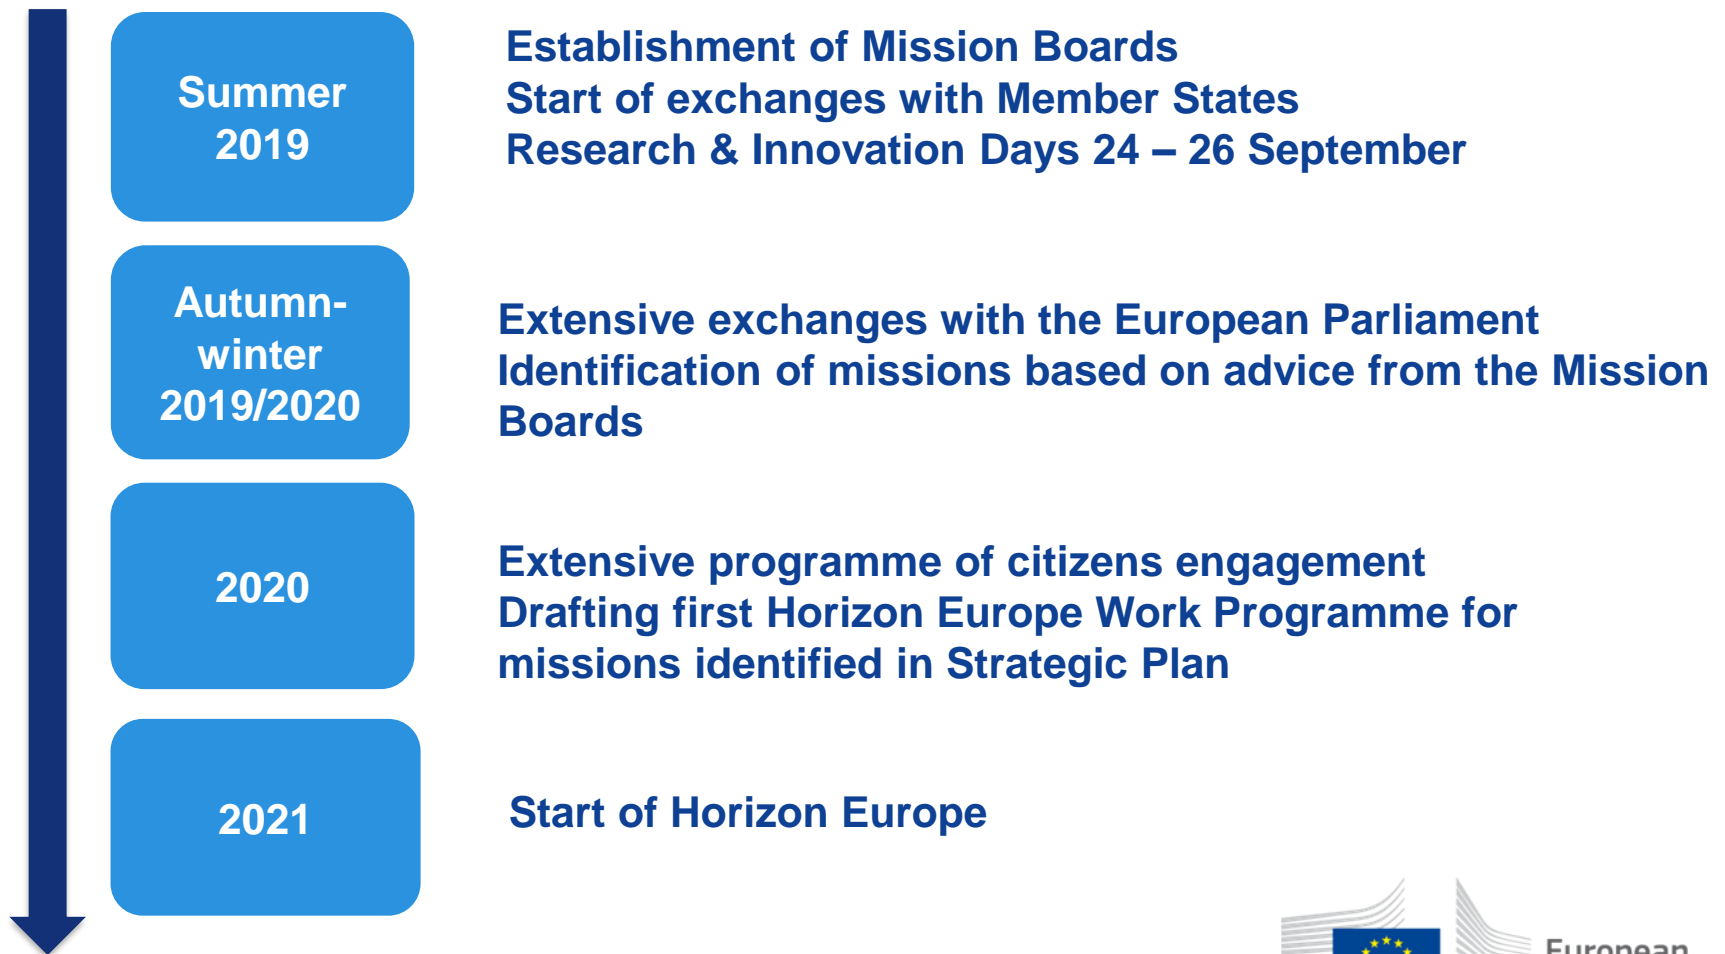 Summer
2019
Establishment of Mission Boards
Start of exchanges with Member States
Research & Innovation Days 24 – 26 September
Autumn-
winter
2019/2020
Extensive exchanges with the European Parliament
Identification of missions based on advice from the Mission
Boards
2020
Extensive programme of citizens engagement
Drafting first Horizon Europe Work Programme for
missions identified in Strategic Plan
2021
Start of Horizon Europe
European